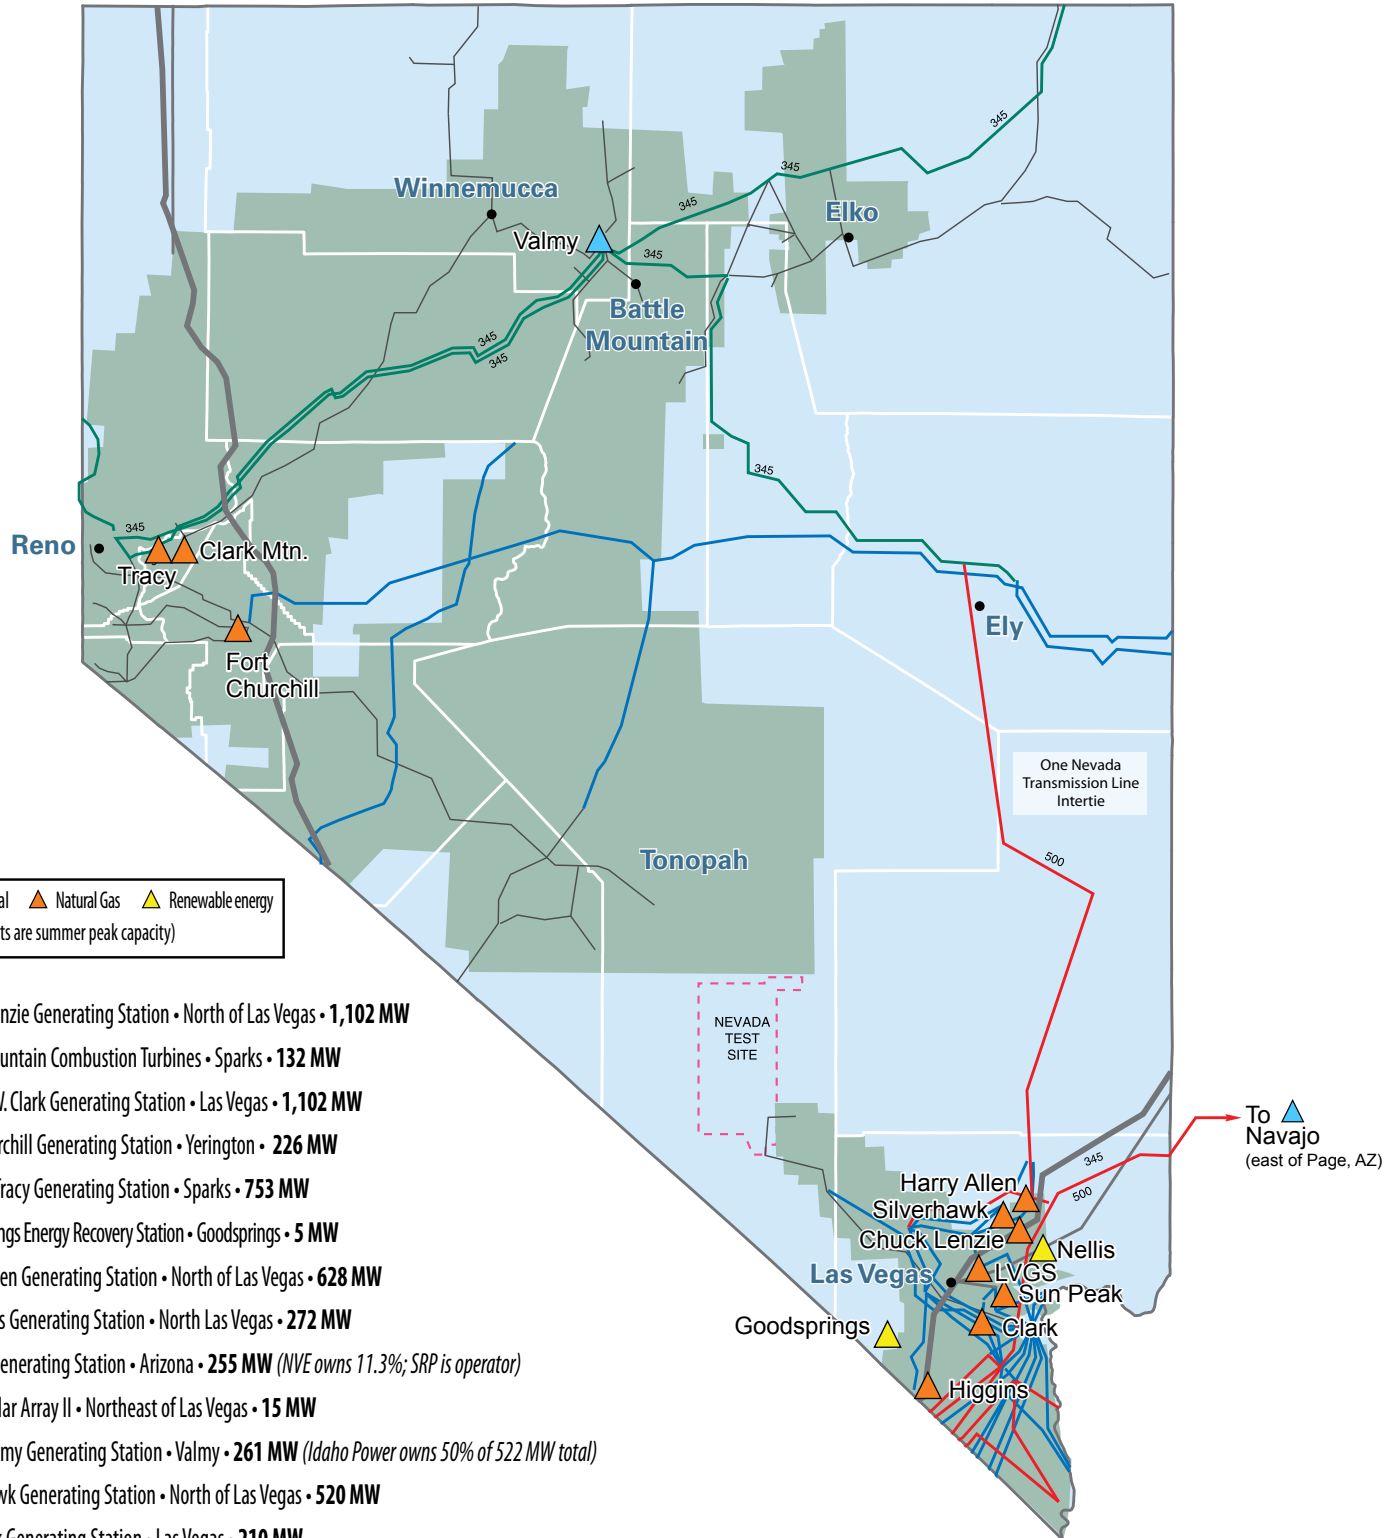 345
345
Winnemucca
345
Elko
Valmy
345
Battle
Mountain
345
345
345
345
Reno
Clark Mtn.
Tracy
Ely
Fort
Churchill
One Nevada
Transmission Line
Intertie
500
Tonopah
Natural Gas Renewable energy
are summer peak capacity)
Generating Station • North of Las Vegas • 1,102 MW
Combustion Turbines • Sparks • 132 MW
Clark Generating Station • Las Vegas • 1,102 MW
Generating Station • Yerington • 226 MW
Tracy Generating Station • Sparks • 753 MW
Energy Recovery Station • Goodsprings • 5 MW
Generating Station • North of Las Vegas • 628 MW
Generating Station • North Las Vegas • 272 MW
Generating Station • Arizona • 255 MW (NVE owns 11.3%; SRP is operator)
Array II • Northeast of Las Vegas • 15 MW
Generating Station • Valmy • 261 MW (Idaho Power owns 50% of 522 MW total)
Generating Station • North of Las Vegas • 520 MW
Generating Station • Las Vegas • 210 MW
NEVADA
TEST
SITE
To
Navajo
(east of Page, AZ)
345
500
Harry Allen
Silverhawk
Chuck Lenzie
Nellis
Las Vegas
LVGS
Sun Peak
Goodsprings
Clark
Higgins